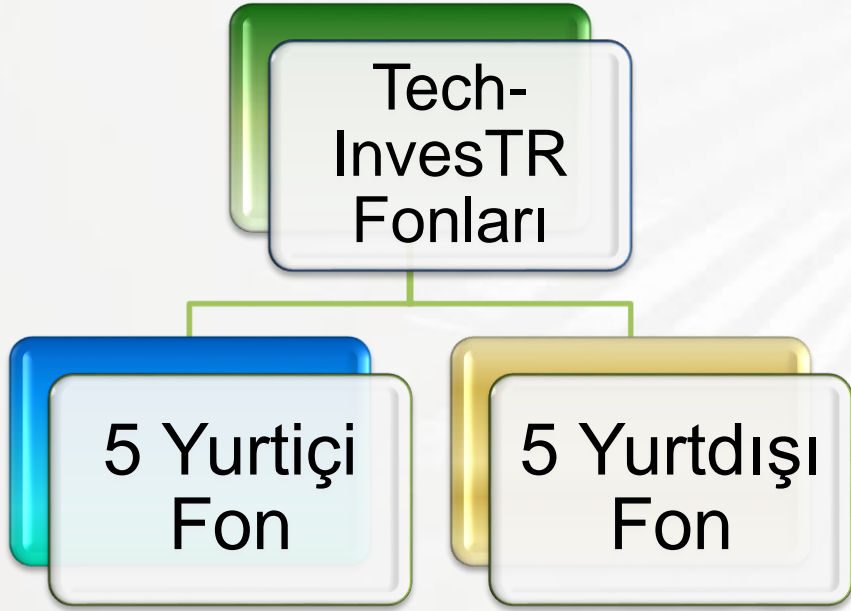 Tech-
InvesTR
Fonları
5 Yurtiçi
Fon
5 Yurtdışı
Fon